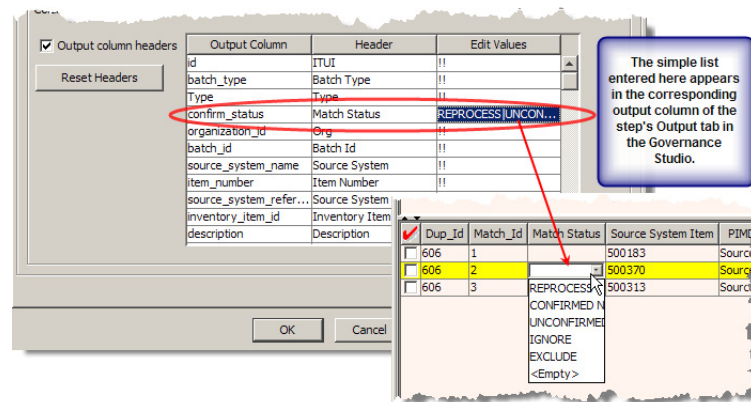 Output column headers
Reset Headers
Output Column Header Edit Values
id ITUI !!
batch_type Batch Type !!
Type Type !!
confirm_status Match Status REPROCESS|UNCON...
organization_id Org !!
batch_id Batch Id !!
source_system_name Source System !!
item_number Item Number !!
source_system_refer... Source System
inventory_item_id Inventory Item
description Description
OK Cancel
The simple list
entered here appears
in the corresponding
output column of the
step's Output tab in
the Governance
Studio.
Dup_Id Match_Id Match Status Source System Item PIMD
606 1 500183 Source
606 2 500370 Source
606 3 500313 Source
REPROCESS
CONFIRMED N
UNCONFIRMED
IGNORE
EXCLUDE
<Empty>